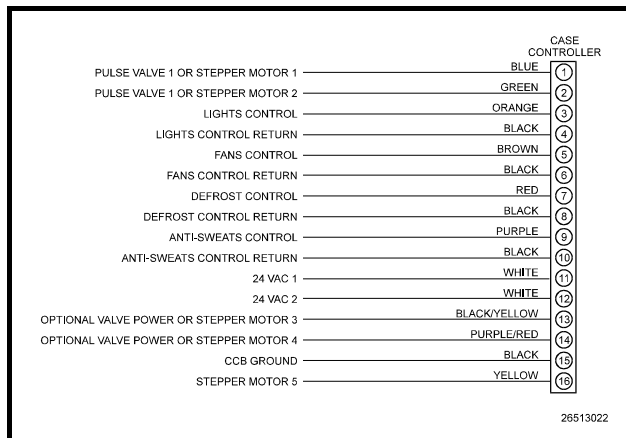 CASE
CONTROLLER
PULSE VALVE 1 OR STEPPER MOTOR 1 BLUE 1
PULSE VALVE 1 OR STEPPER MOTOR 2 GREEN 2
LIGHTS CONTROL ORANGE 3
LIGHTS CONTROL RETURN BLACK 4
FANS CONTROL BROWN 5
FANS CONTROL RETURN BLACK 6
DEFROST CONTROL RED 7
DEFROST CONTROL RETURN BLACK 8
ANTI-SWEATS CONTROL PURPLE 9
ANTI-SWEATS CONTROL RETURN BLACK 10
24 VAC 1 WHITE 11
24 VAC 2 WHITE 12
OPTIONAL VALVE POWER OR STEPPER MOTOR 3 BLACK/YELLOW 13
OPTIONAL VALVE POWER OR STEPPER MOTOR 4 PURPLE/RED 14
CCB GROUND BLACK 15
STEPPER MOTOR 5 YELLOW 16
26513022